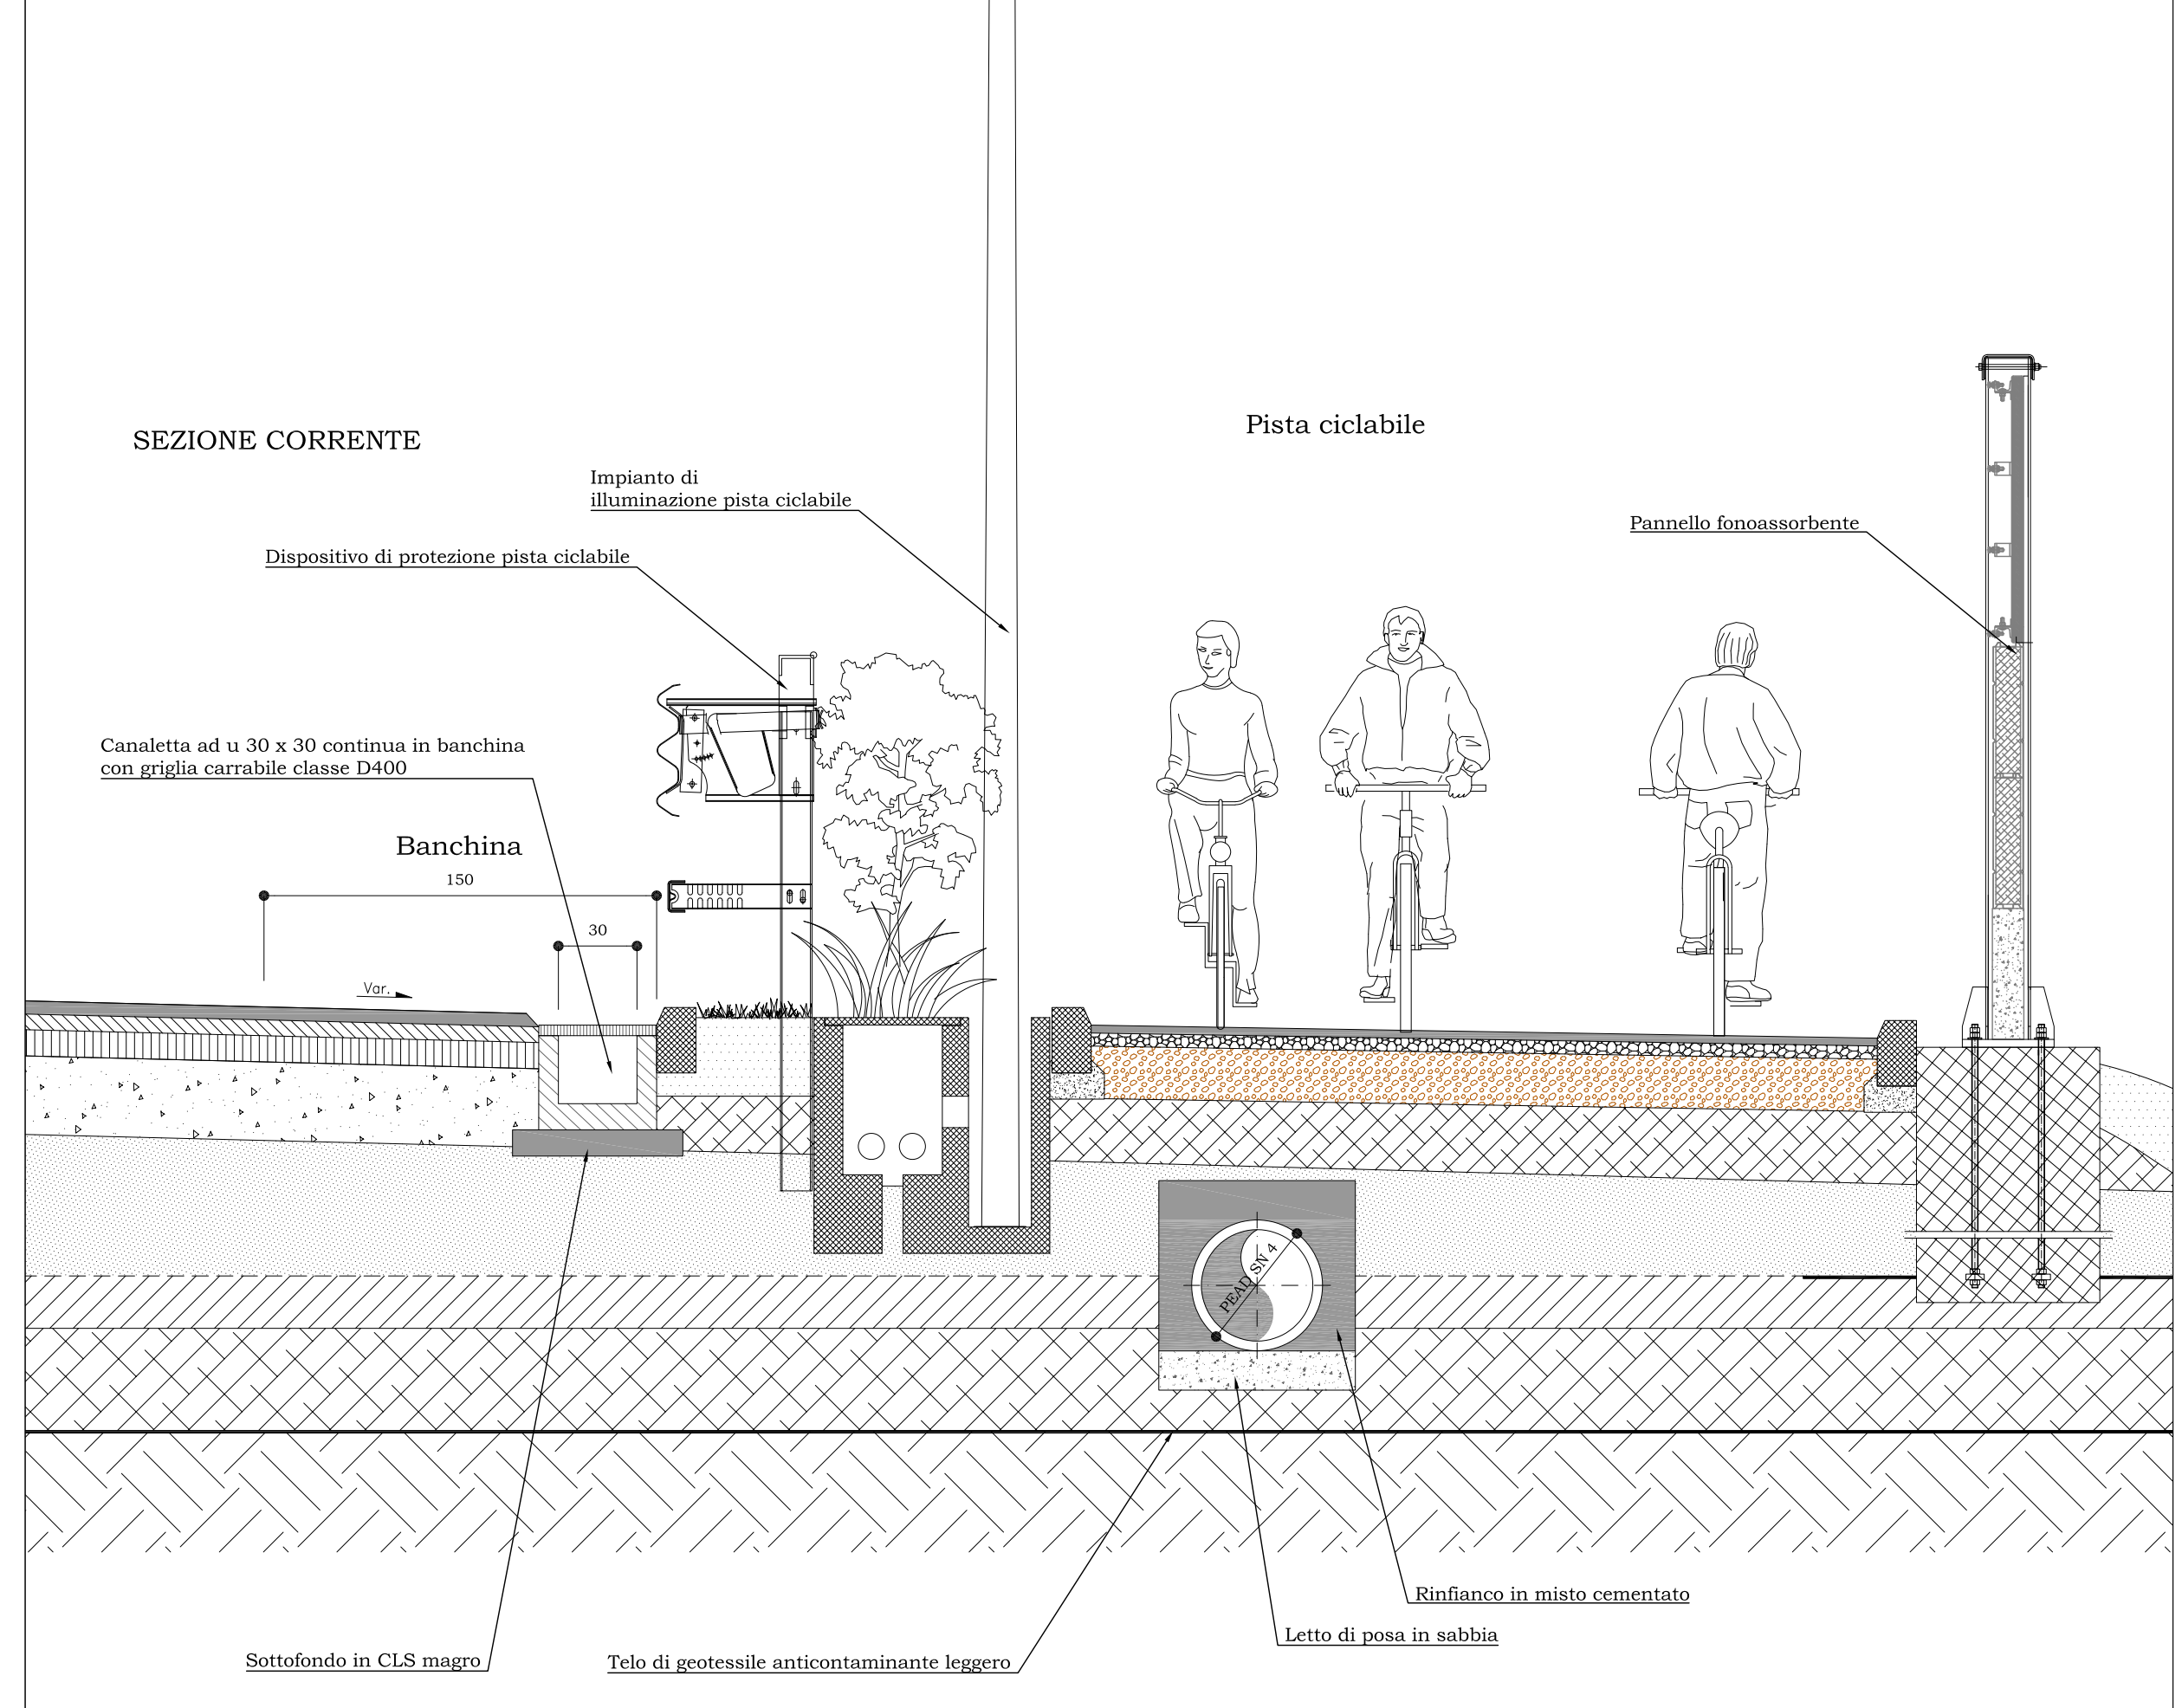 Pista ciclabile
SEZIONE CORRENTE
Impianto di
illuminazione pista ciclabile
Pannello fonoassorbente
Dispositivo di protezione pista ciclabile
Canaletta ad u 30 x 30 continua in banchina
con griglia carrabile classe D400
Banchina
150
30
Var.
PEAD SN 4
Rinfianco in misto cementato
Letto di posa in sabbia
Sottofondo in CLS magro
Telo di geotessile anticontaminante leggero